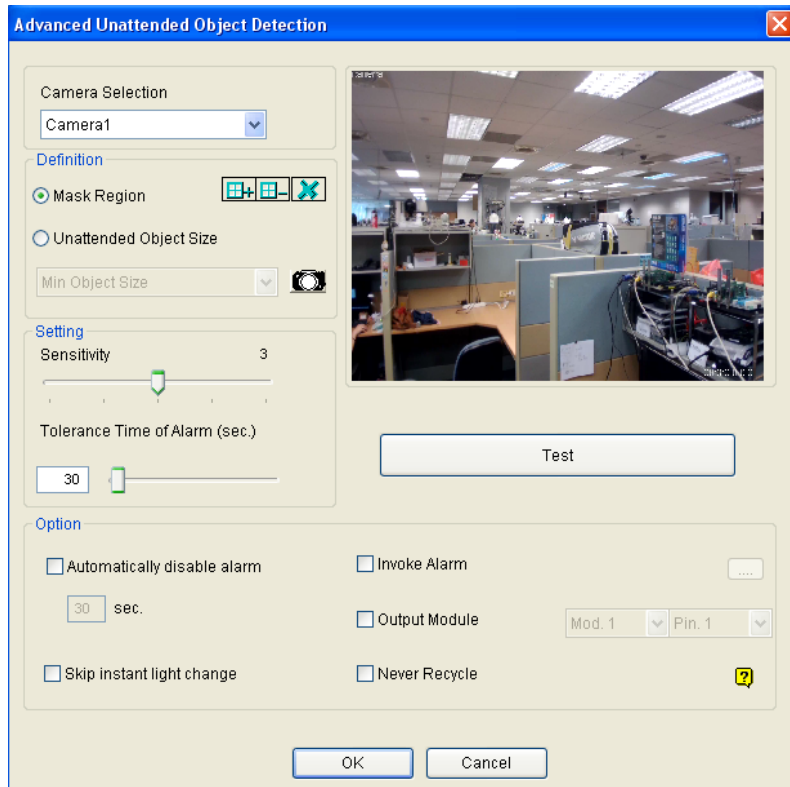 Advanced Unattended Object Detection
Camera Selection
Camera1
Definition
Mask Region
Unattended Object Size
Min Object Size
Setting
Sensitivity 3
Tolerance Time of Alarm (sec.)
30
Camera
Test
Option
Automatically disable alarm
30 sec.
Skip instant light change
Invoke Alarm
....
Output Module Mod. 1 Pin. 1
Never Recycle
?
OK Cancel